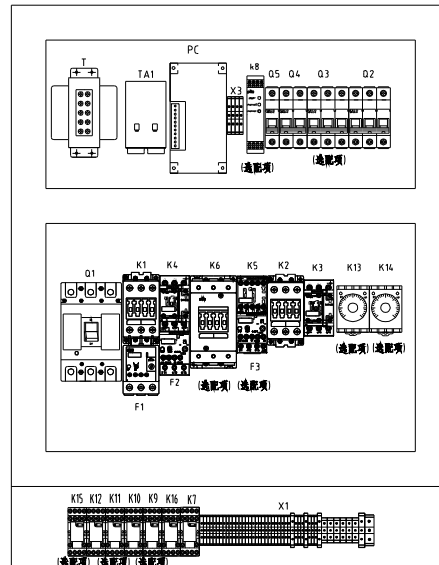 PC
T TA1 X3 k8 Q5 Q4 Q3 Q2
(选配项) (选配项)
K1 K4 K6 K5 K2 K3 K13 K14
Q1
(选配项) (选配项)
F2 (选配项) (选配项)
F3
F1
K15 K12 K11 K10 K9 K16 K7 X1
(选配项) (选配项) (选配项)